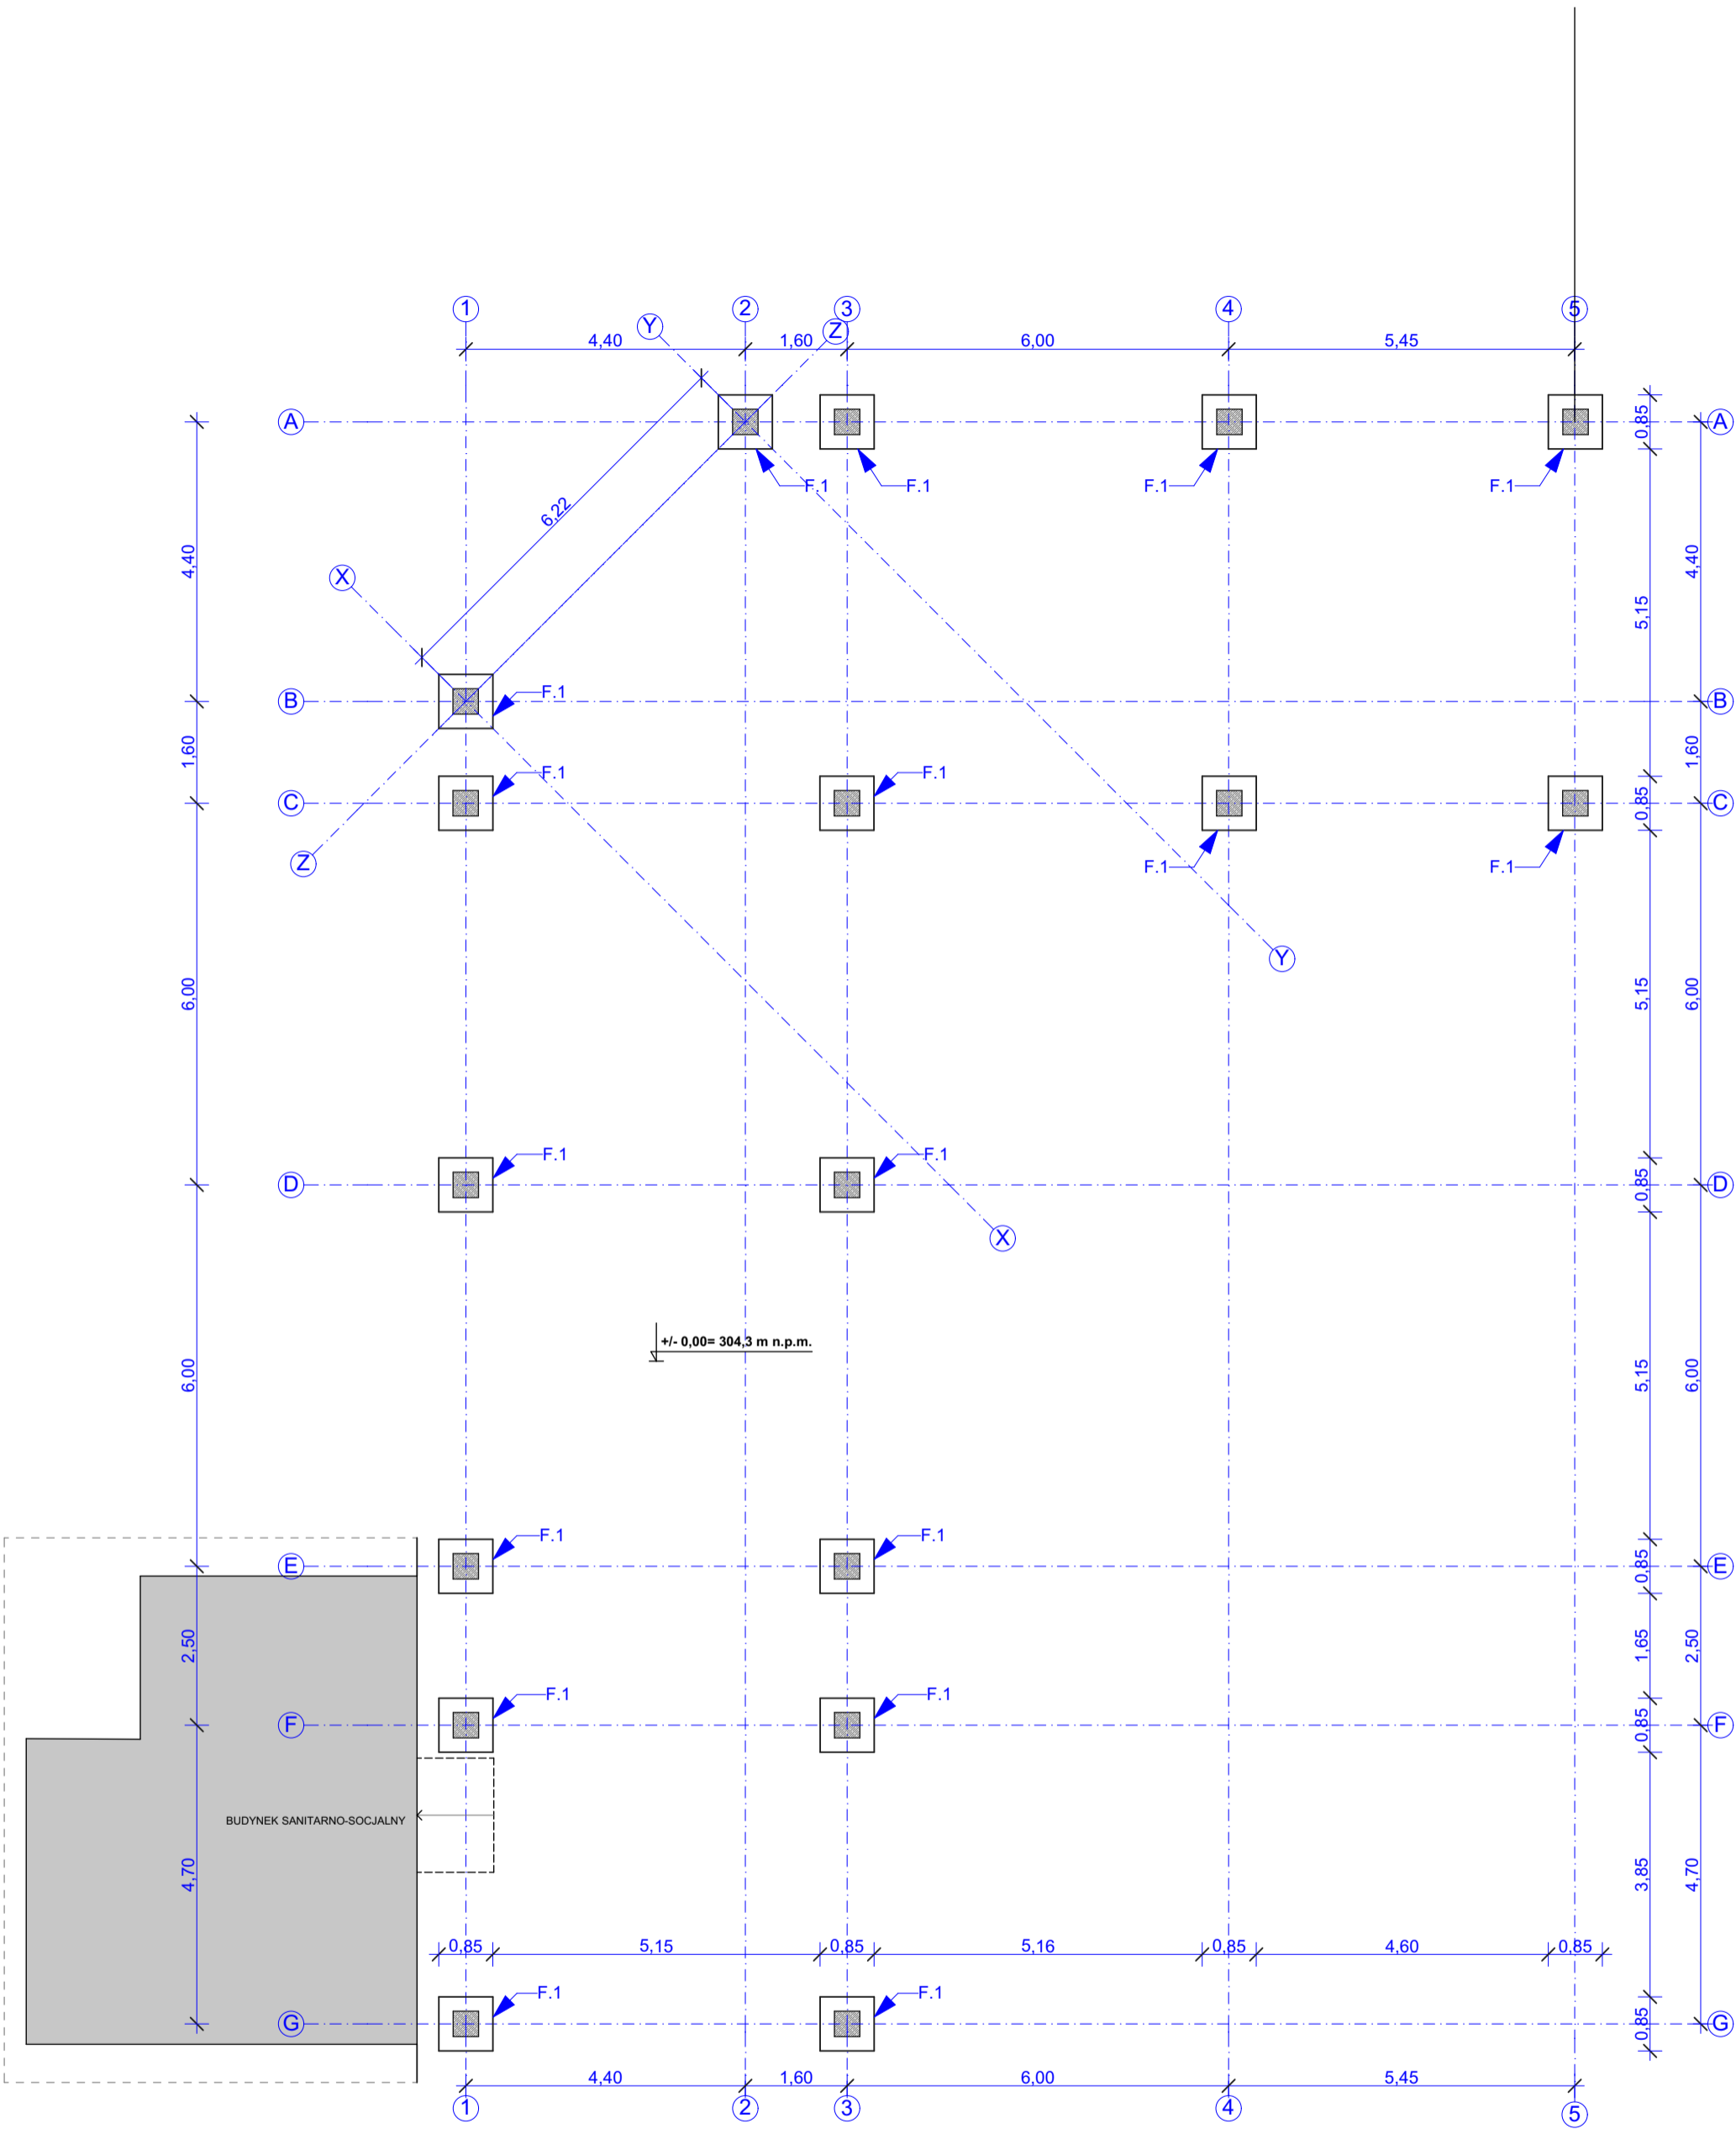 1
2
3
4
5
Y
Z
4,40
1,60
6,00
5,45
A
A
0,85
F.1
F.1
F.1
F.1
6,22
4,40
4,40
X
5,15
B
F.1
B
1,60
1,60
F.1
F.1
C
0,85
C
Z
F.1
F.1
Y
6,00
5,15
6,00
F.1
F.1
D
0,85
D
X
+/- 0,00= 304,3 m n.p.m.
6,00
5,15
6,00
F.1
F.1
E
0,85
E
2,50
1,65
2,50
F.1
F.1
F
0,85
F
BUDYNEK SANITARNO-SOCJALNY
4,70
3,85
4,70
0,85
5,15
0,85
5,16
0,85
4,60
0,85
F.1
F.1
G
0,85
G
4,40
1,60
6,00
5,45
1
2
3
4
5